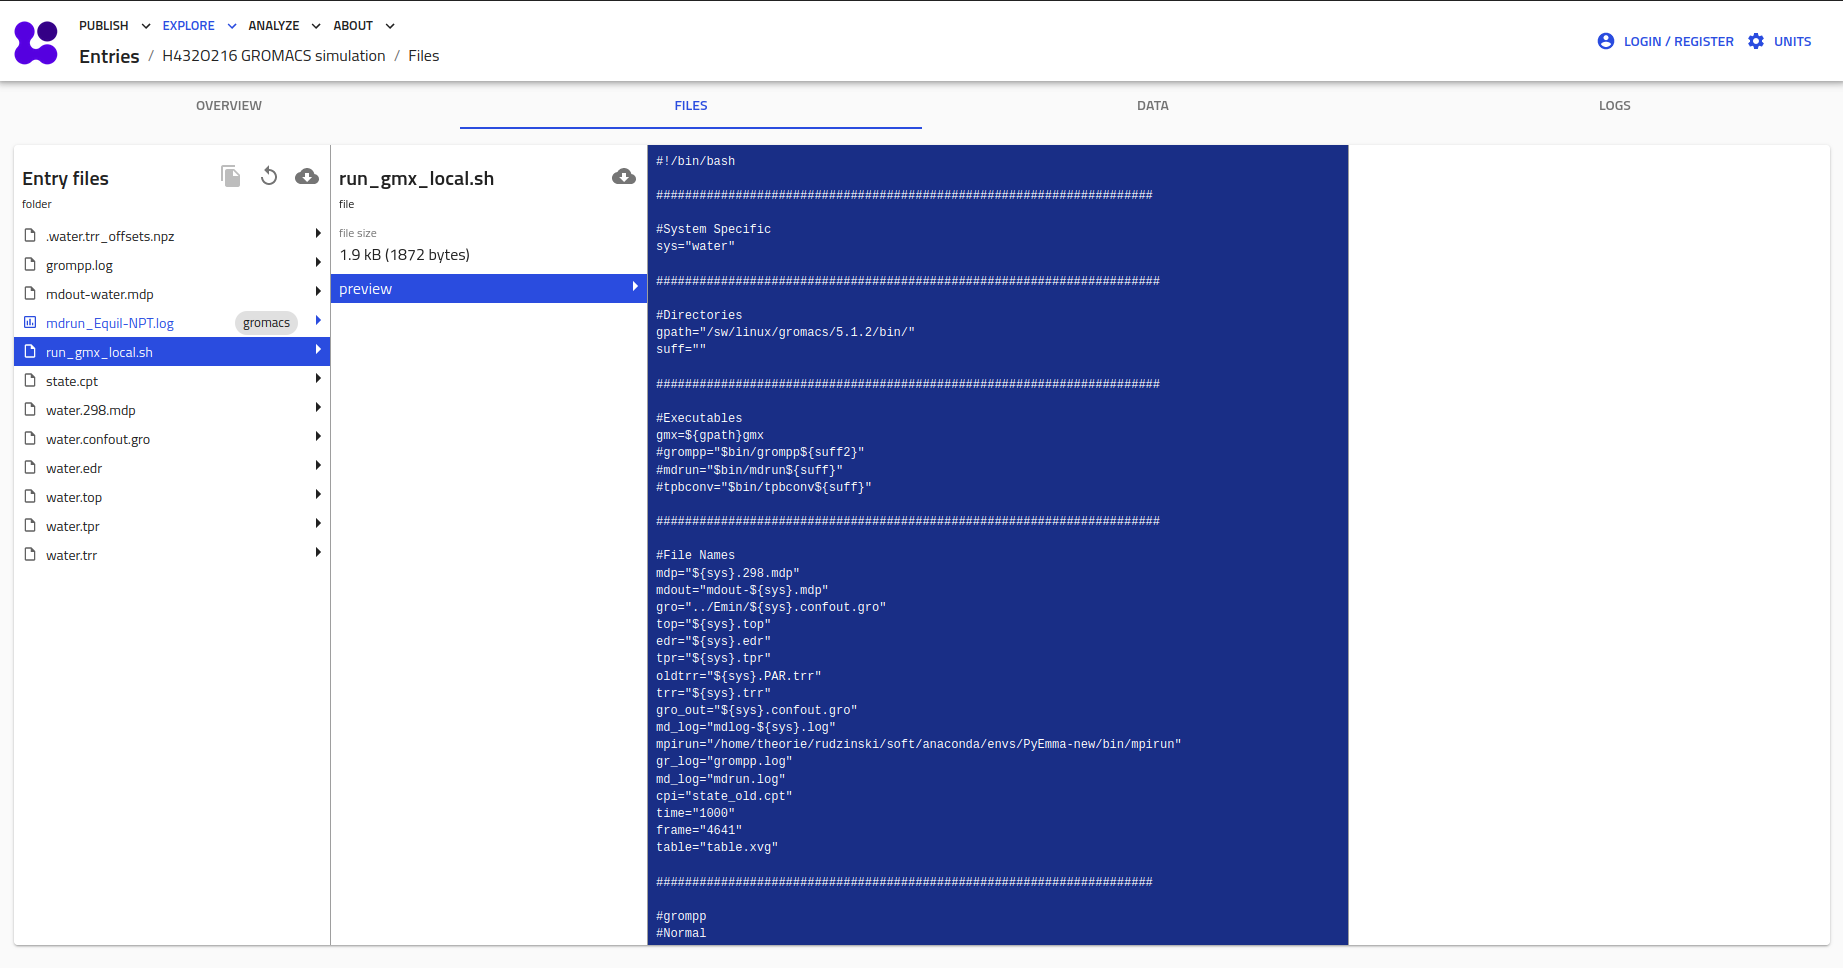 PUBLISH EXPLORE ANALYZE ABOUT
Entries / H432O216 GROMACS simulation / Files
LOGIN / REGISTER UNITS
OVERVIEW FILES DATA LOGS
Entry files
folder
.water.trr_offsets.npz
grompp.log
mdout-water.mdp
mdrun_Equil-NPT.log gromacs
run_gmx_local.sh
state.cpt
water.298.mdp
water.confout.gro
water.edr
water.top
water.tpr
water.trr
run_gmx_local.sh
file
file size
1.9 kB (1872 bytes)
preview
#!/bin/bash
#####################################################################
#System Specific
sys="water"
######################################################################
#Directories
gpath="/sw/linux/gromacs/5.1.2/bin/"
suff=""
######################################################################
#Executables
gmx=${gpath}gmx
#grompp="$bin/grompp${suff2}"
#mdrun="$bin/mdrun${suff}"
#tpbconv="$bin/tpbconv${suff}"
######################################################################
#File Names
mdp="${sys}.298.mdp"
mdout="mdout-${sys}.mdp"
gro="../Emin/${sys}.confout.gro"
top="${sys}.top"
edr="${sys}.edr"
tpr="${sys}.tpr"
oldtrr="${sys}.PAR.trr"
trr="${sys}.trr"
gro_out="${sys}.confout.gro"
md_log="mdlog-${sys}.log"
mpirun="/home/theorie/rudzinski/soft/anaconda/envs/PyEmma-new/bin/mpirun"
gr_log="grompp.log"
md_log="mdrun.log"
cpi="state_old.cpt"
time="1000"
frame="4641"
table="table.xvg"
#####################################################################
#grompp
#Normal